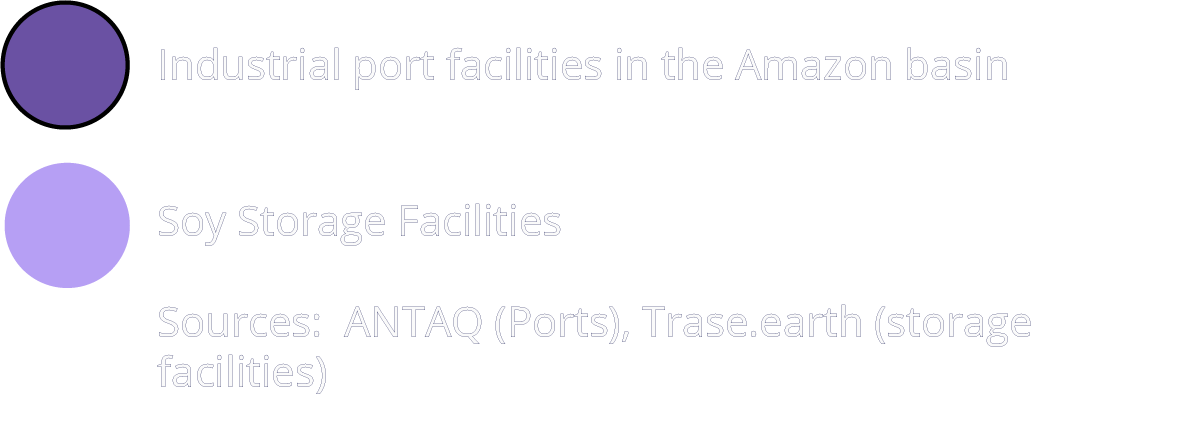 Industrial port facilities in the Amazon basin
Soy Storage Facilities
Sources:  ANTAQ (Ports), Trase.earth (storage
facilities)